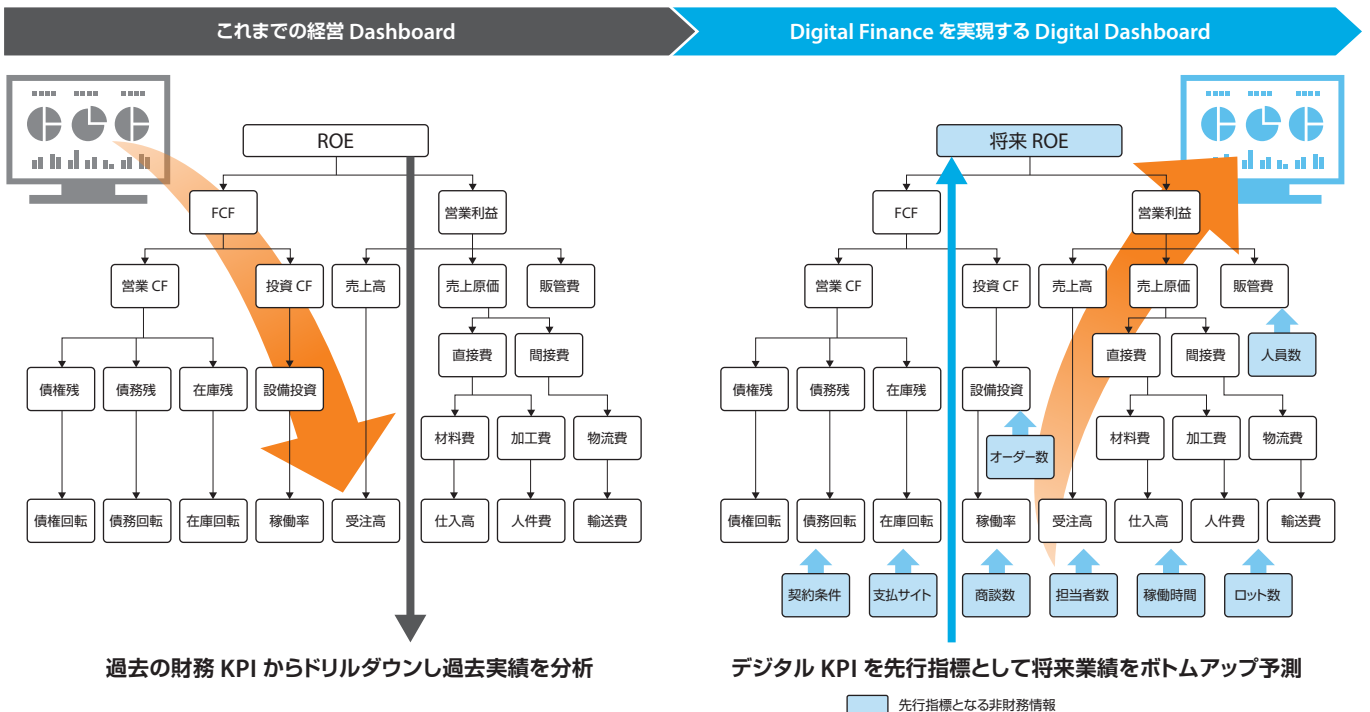 これまでの経営 Dashboard
Digital Finance を実現する Digital Dashboard
ROE
FCF
営業利益
営業 CF
投資 CF
売上高
売上原価
販管費
直接費
間接費
債権残
債務残
在庫残
設備投資
材料費
加工費
物流費
債権回転
債務回転
在庫回転
稼働率
受注高
仕入高
人件費
輸送費
過去の財務 KPI からドリルダウンし過去実績を分析
将来 ROE
FCF
営業利益
営業 CF
投資 CF
売上高
売上原価
販管費
直接費
間接費
人員数
債権残
債務残
在庫残
設備投資
オーダー数
材料費
加工費
物流費
債権回転
債務回転
在庫回転
稼働率
受注高
仕入高
人件費
輸送費
契約条件
支払サイト
商談数
担当者数
稼働時間
ロット数
デジタル KPI を先行指標として将来業績をボトムアップ予測
先行指標となる非財務情報